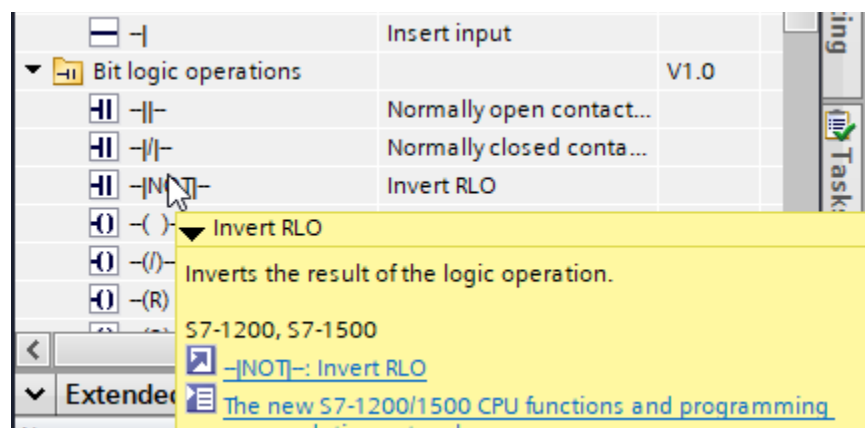 ⊣ Insert input
Bit logic operations V1.0
⊣||– Normally open contact...
⊣|/|– Normally closed conta...
–|NOT|– Invert RLO
–( )–
–(/)–
–(R)
Invert RLO
Inverts the result of the logic operation.
S7-1200, S7-1500
–|NOT|–: Invert RLO
The new S7-1200/1500 CPU functions and programming
Tasks
ing